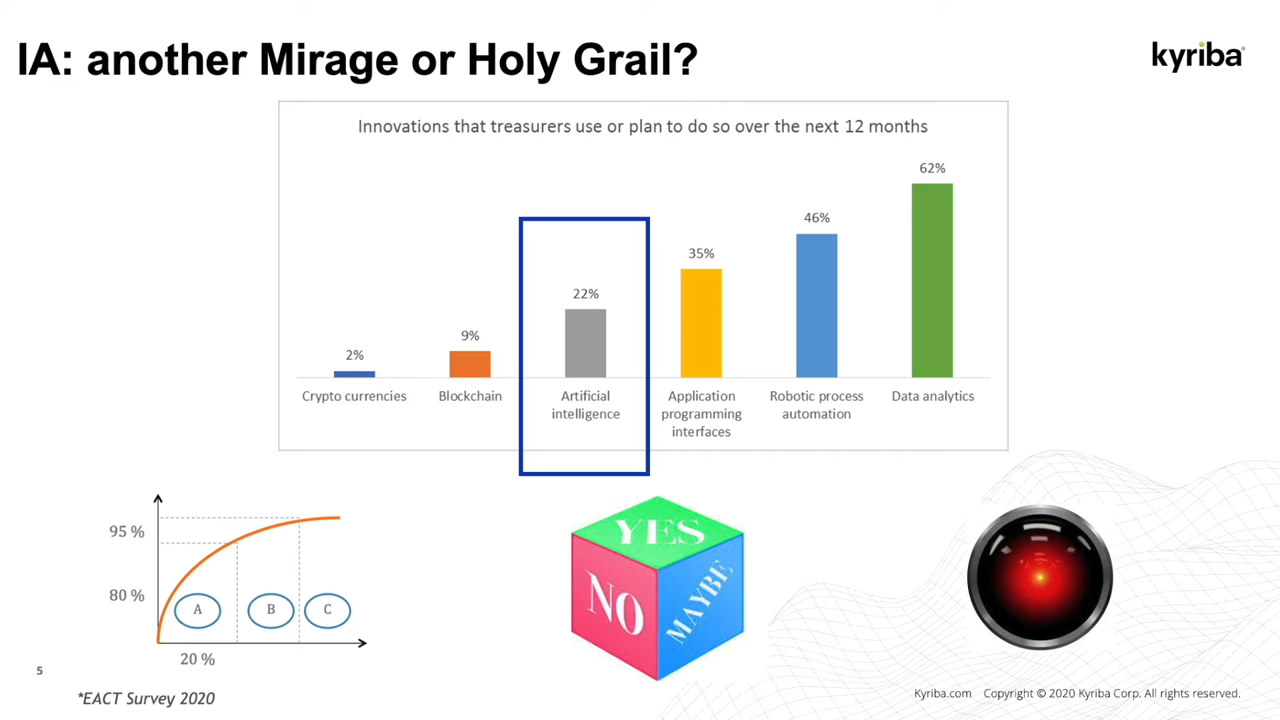 IA: another Mirage or Holy Grail?
kyriba
Innovations that treasurers use or plan to do so over the next 12 months
62%
46%
35%
22%
9%
2%
Crypto currencies
Blockchain
Artificial
intelligence
Application
programming
interfaces
Robotic process
automation
Data analytics
95 %
80 %
A
B
C
20 %
YES
NO
MAYBE
5
*EACT Survey 2020
Kyriba.com Copyright © 2020 Kyriba Corp. All rights reserved.